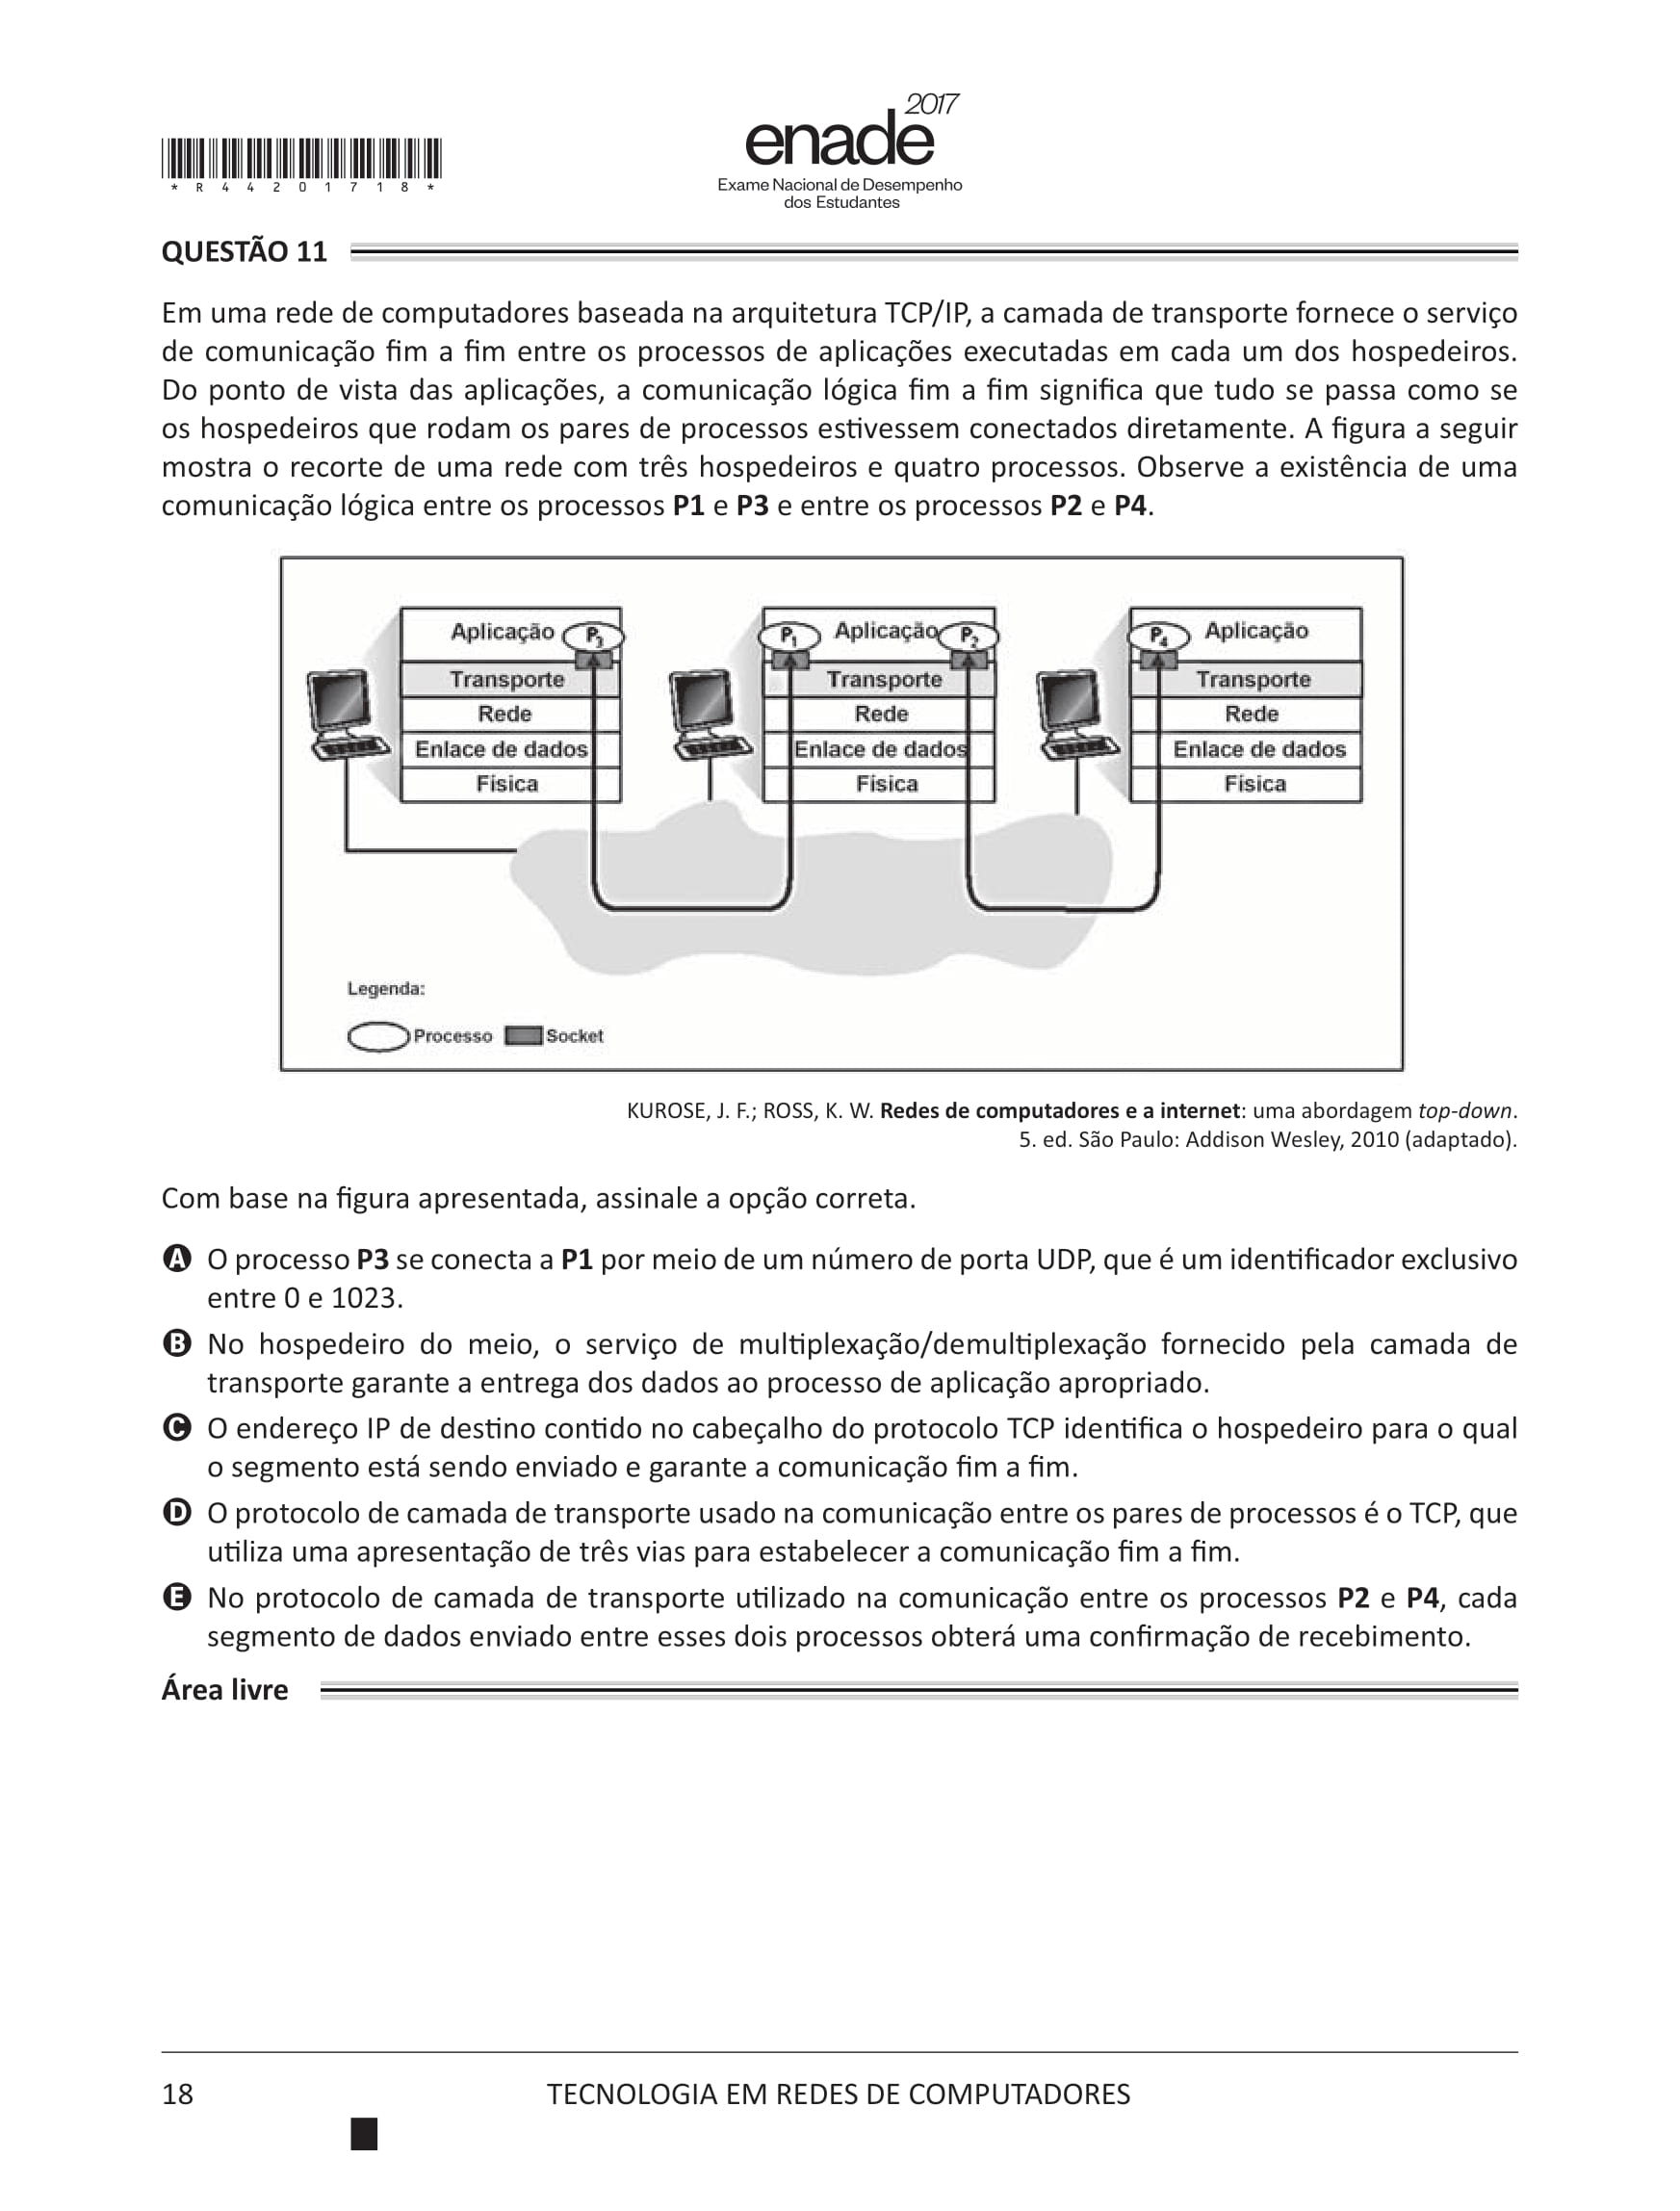 2017
enade
Exame Nacional de Desempenho
dos Estudantes
* R 4 4 2 0 1 7 1 8 *
QUESTÃO 11
Em uma rede de computadores baseada na arquitetura TCP/IP, a camada de transporte fornece o serviço
de comunicação fim a fim entre os processos de aplicações executadas em cada um dos hospedeiros.
Do ponto de vista das aplicações, a comunicação lógica fim a fim significa que tudo se passa como se
os hospedeiros que rodam os pares de processos estivessem conectados diretamente. A figura a seguir
mostra o recorte de uma rede com três hospedeiros e quatro processos. Observe a existência de uma
comunicação lógica entre os processos P1 e P3 e entre os processos P2 e P4.
Aplicação P3
Transporte
Rede
Enlace de dados
Física
P1 Aplicação P2
Transporte
Rede
Enlace de dados
Física
P4 Aplicação
Transporte
Rede
Enlace de dados
Física
Legenda:
Processo Socket
KUROSE, J. F.; ROSS, K. W. Redes de computadores e a internet: uma abordagem top-down.
5. ed. São Paulo: Addison Wesley, 2010 (adaptado).
Com base na figura apresentada, assinale a opção correta.
A O processo P3 se conecta a P1 por meio de um número de porta UDP, que é um identificador exclusivo
entre 0 e 1023.
B No hospedeiro do meio, o serviço de multiplexação/demultiplexação fornecido pela camada de
transporte garante a entrega dos dados ao processo de aplicação apropriado.
C O endereço IP de destino contido no cabeçalho do protocolo TCP identifica o hospedeiro para o qual
o segmento está sendo enviado e garante a comunicação fim a fim.
D O protocolo de camada de transporte usado na comunicação entre os pares de processos é o TCP, que
utiliza uma apresentação de três vias para estabelecer a comunicação fim a fim.
E No protocolo de camada de transporte utilizado na comunicação entre os processos P2 e P4, cada
segmento de dados enviado entre esses dois processos obterá uma confirmação de recebimento.
Área livre
18
TECNOLOGIA EM REDES DE COMPUTADORES